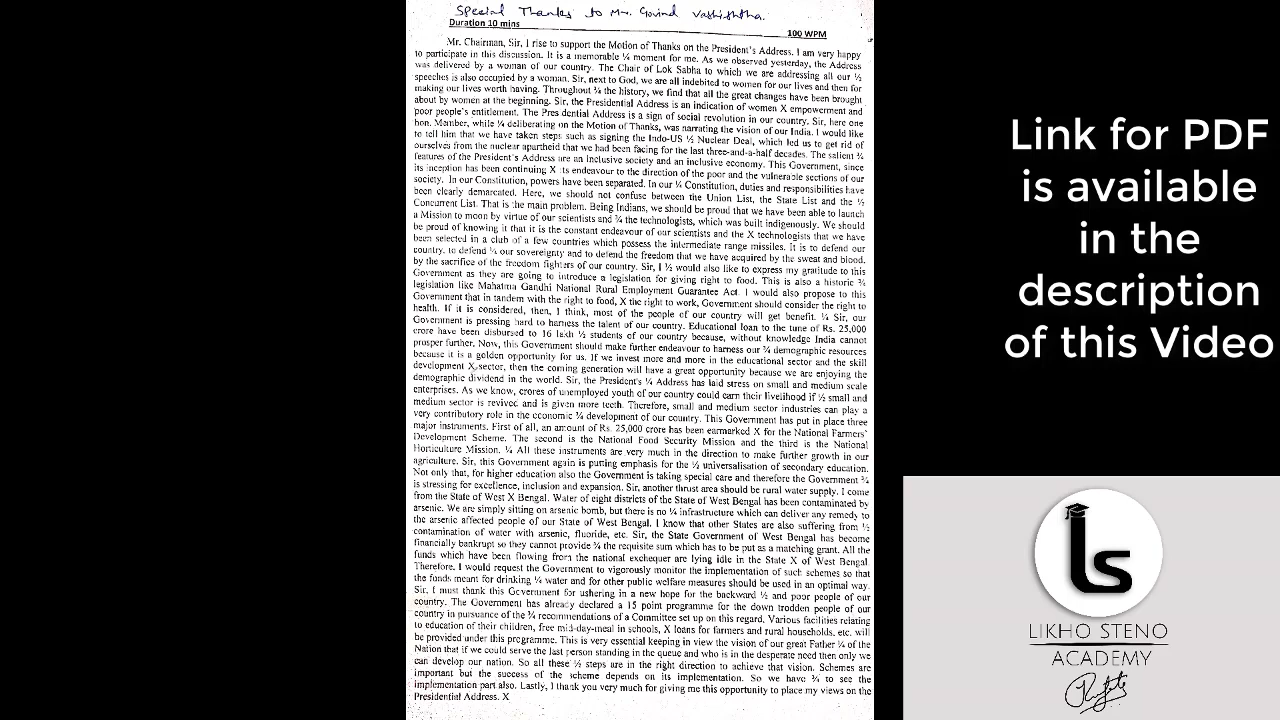 Special Thanks to Mr. Govind Vashishtha.
Duration 10 mins
100 WPM
Mr. Chairman, Sir, I rise to support the Motion of Thanks on the President's Address. I am very happy
to participate in this discussion. It is a memorable ¼ moment for me. As we observed yesterday, the Address
was delivered by a woman of our country. The Chair of Lok Sabha to which we are addressing all our ½
speeches is also occupied by a woman. Sir, next to God, we are all indebted to women for our lives and then for
making our lives worth having. Throughout ¾ the history, we find that all the great changes have been brought
about by women at the beginning. Sir, the Presidential Address is an indication of women X empowerment and
poor people's entitlement. The Presidential Address is a sign of social revolution in our country. Sir, here one
hon. Member, while ¼ deliberating on the Motion of Thanks, was narrating the vision of our India. I would like
to tell him that we have taken steps such as signing the Indo-US ½ Nuclear Deal, which led us to get rid of
ourselves from the nuclear apartheid that we had been facing for the last three-and-a-half decades. The salient ¾
features of the President's Address are an inclusive society and an inclusive economy. This Government, since
its inception has been continuing X its endeavour to the direction of the poor and the vulnerable sections of our
society. In our Constitution, powers have been separated. In our ¼ Constitution, duties and responsibilities have
been clearly demarcated. Here, we should not confuse between the Union List, the State List and the ½
Concurrent List. That is the main problem. Being Indians, we should be proud that we have been able to launch
a Mission to moon by virtue of our scientists and ¾ the technologists, which was built indigenously. We should
be proud of knowing it that it is the constant endeavour of our scientists and the X technologists that we have
been selected in a club of a few countries which possess the intermediate range missiles. It is to defend our
country, to defend ¼ our sovereignty and to defend the freedom that we have acquired by the sweat and blood,
by the sacrifice of the freedom fighters of our country. Sir, I ½ would also like to express my gratitude to this
Government as they are going to introduce a legislation for giving right to food. This is also a historic ¾
legislation like Mahatma Gandhi National Rural Employment Guarantee Act. I would also propose to this
Government that in tandem with the right to food, X the right to work, Government should consider the right to
health. If it is considered, then, I think, most of the people of our country will get benefit. ¼ Sir, our
Government is pressing hard to harness the talent of our country. Educational loan to the tune of Rs. 25,000
crore have been disbursed to 16 lakh ½ students of our country because, without knowledge India cannot
prosper further. Now, this Government should make further endeavour to harness our ¾ demographic resources
because it is a golden opportunity for us. If we invest more and more in the educational sector and the skill
development X sector, then the coming generation will have a great opportunity because we are enjoying the
demographic dividend in the world. Sir, the President's ¼ Address has laid stress on small and medium scale
enterprises. As we know, crores of unemployed youth of our country could earn their livelihood if ½ small and
medium sector is revived and is given more teeth. Therefore, small and medium sector industries can play a
very contributory role in the economic ¾ development of our country. This Government has put in place three
major instruments. First of all, an amount of Rs. 25,000 crore has been earmarked X for the National Farmers'
Development Scheme. The second is the National Food Security Mission and the third is the National
Horticulture Mission. ¼ All these instruments are very much in the direction to make further growth in our
agriculture. Sir, this Government again is putting emphasis for the ½ universalisation of secondary education.
Not only that, for higher education also the Government is taking special care and therefore the Government ¾
is stressing for excellence, inclusion and expansion. Sir, another thrust area should be rural water supply. I come
from the State of West X Bengal. Water of eight districts of the State of West Bengal has been contaminated by
arsenic. We are simply sitting on arsenic bomb, but there is no ¼ infrastructure which can deliver any remedy to
the arsenic affected people of our State of West Bengal. I know that other States are also suffering from ½
contamination of water with arsenic, fluoride, etc. Sir, the State Government of West Bengal has become
financially bankrupt so they cannot provide ¾ the requisite sum which has to be put as a matching grant. All the
funds which have been flowing from the national exchequer are lying idle in the State X of West Bengal.
Therefore, I would request the Government to vigorously monitor the implementation of such schemes so that
the funds meant for drinking ¼ water and for other public welfare measures should be used in an optimal way.
Sir, I must thank this Government for ushering in a new hope for the backward ½ and poor people of our
country. The Government has already declared a 15 point programme for the down trodden people of our
country in pursuance of the ¾ recommendations of a Committee set up on this regard. Various facilities relating
to education of their children, free mid-day-meal in schools, X loans for farmers and rural households, etc. will
be provided under this programme. This is very essential keeping in view the vision of our great Father ¼ of the
Nation that if we could serve the last person standing in the queue and who is in the desperate need then only we
can develop our nation. So all these ½ steps are in the right direction to achieve that vision. Schemes are
important but the success of the scheme depends on its implementation. So we have ¾ to see the
implementation part also. Lastly, I thank you very much for giving me this opportunity to place my views on the
Presidential Address. X
Link for PDF
is available
in the
description
of this Video
ls
LIKHO STENO
ACADEMY